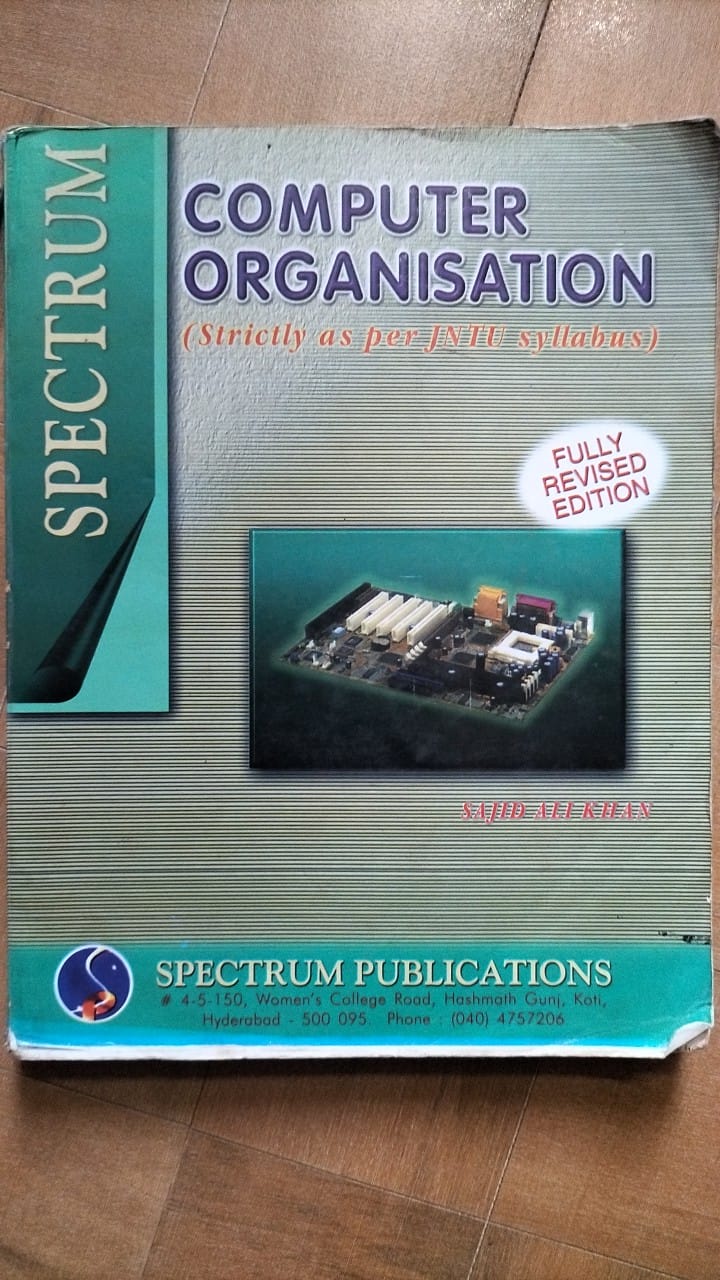 SPECTRUM
COMPUTER
ORGANISATION
(Strictly as per JNTU syllabus)
FULLY
REVISED
EDITION
SAJID ALI KHAN
SPECTRUM PUBLICATIONS
# 4-5-150, Women's College Road, Hashmath Gunj, Koti,
Hyderabad - 500 095. Phone : (040) 4757206